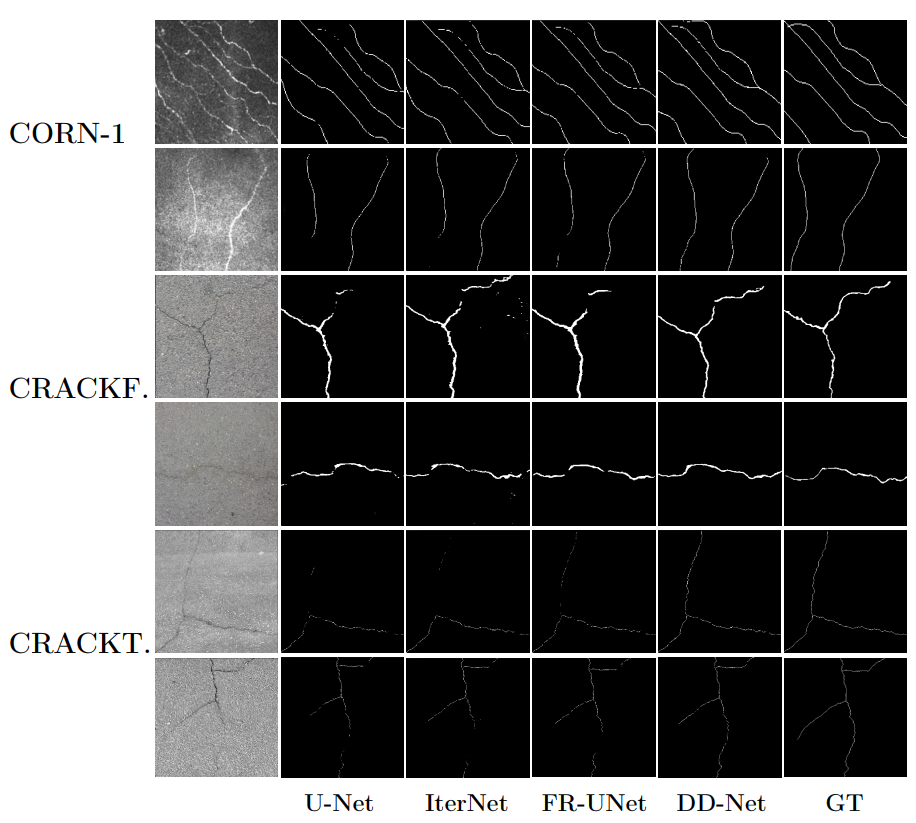 CORN-1
CRACKF.
CRACKT.
U-Net IterNet FR-UNet DD-Net GT